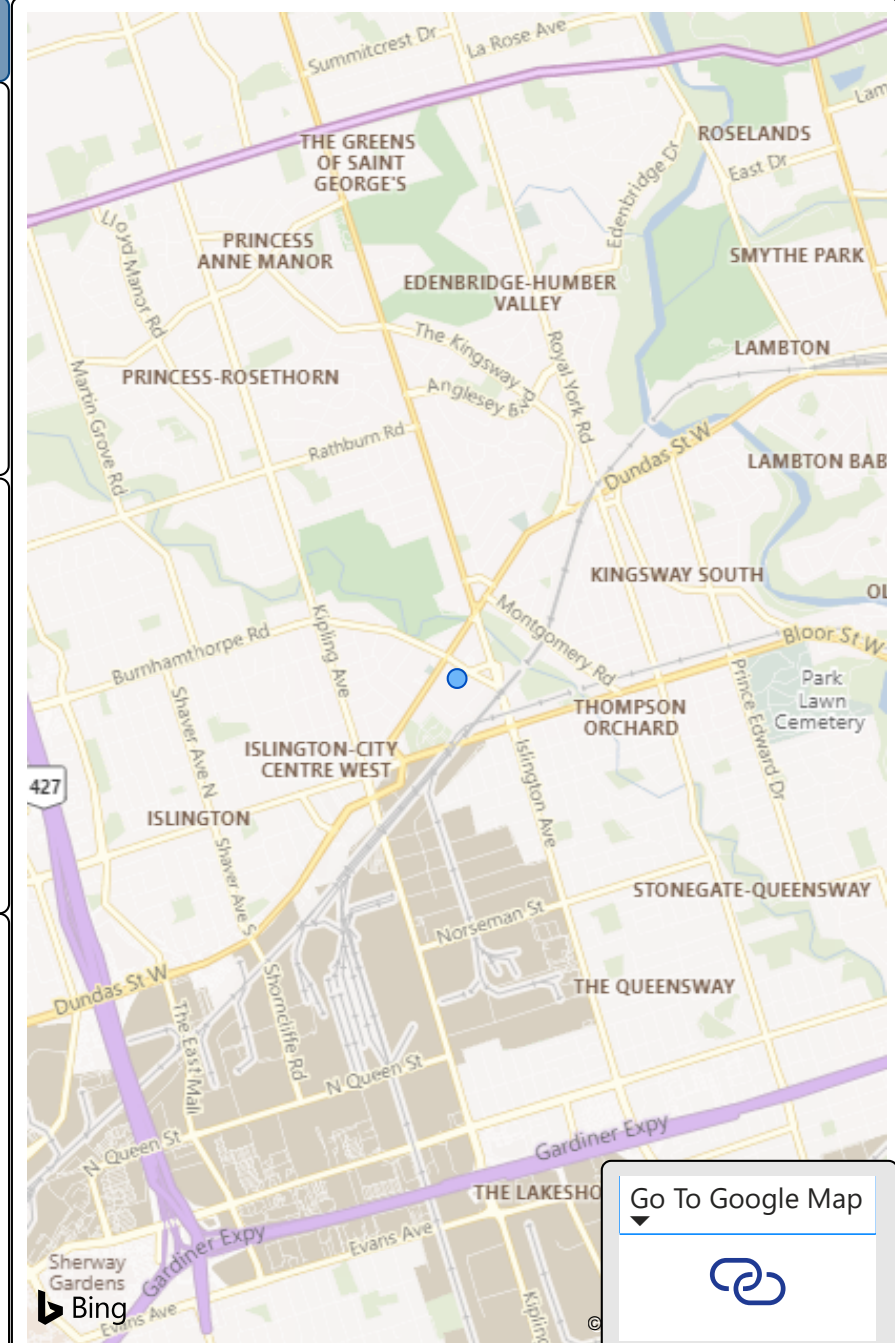 Summitcrest Dr
La Rose Ave
THE GREENS
OF SAINT
GEORGE'S
ROSELANDS
East Dr
Edenbridge Dr
Lloyd Manor Rd
PRINCESS
ANNE MANOR
SMYTHE PARK
EDENBRIDGE-HUMBER
VALLEY
The Kingsway
Royal York Rd
LAMBTON
Martin Grove Rd
PRINCESS-ROSETHORN
Anglesey Blvd
Rathburn Rd
Dundas St W
LAMBTON BAB
KINGSWAY SOUTH
OL
Montgomery Rd
Kipling Ave
Burnhamthorpe Rd
Bloor St W
Prince Edward Dr
Park
Lawn
Cemetery
Shaver Ave N
THOMPSON
ORCHARD
ISLINGTON-CITY
CENTRE WEST
Islington Ave
427
ISLINGTON
Shaver Ave S
STONEGATE-QUEENSWAY
Norseman St
Dundas St W
Shorncliffe Rd
THE QUEENSWAY
The East Mall
N Queen St
N Queen St
Gardiner Expy
THE LAKESHO
Go To Google Map
Gardiner Expy
Evans Ave
Sherway
Gardens
Bing
Evans Ave
Kipling
©